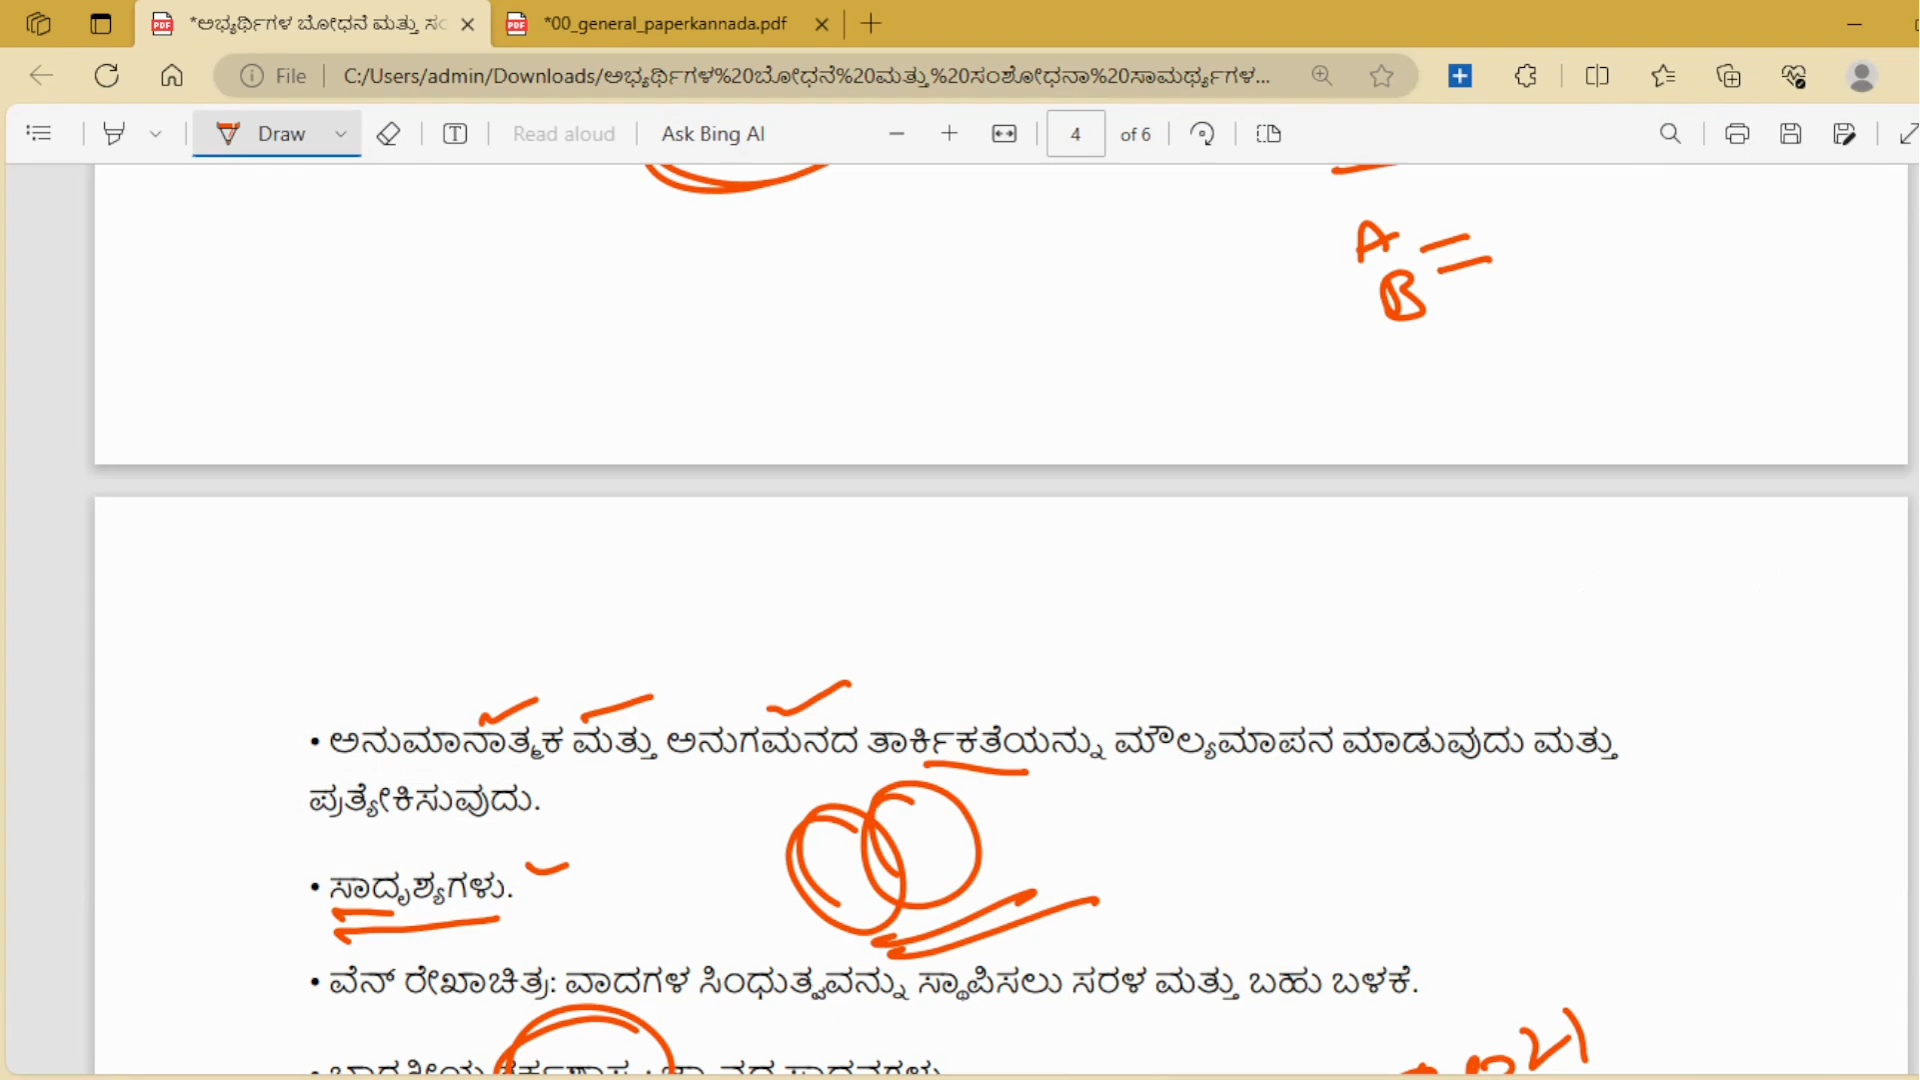 *ಅಭ್ಯರ್ಥಿಗಳ ಬೋಧನೆ ಮತ್ತು ಸಂ
*00_general_paperkannada.pdf
File C:/Users/admin/Downloads/ಅಭ್ಯರ್ಥಿಗಳ%20ಬೋಧನೆ%20ಮತ್ತು%20ಸಂಶೋಧನಾ%20ಸಾಮರ್ಥ್ಯಗಳ...
Draw Read aloud Ask Bing AI 4 of 6
A =
B
• ಅನುಮಾನಾತ್ಮಕ ಮತ್ತು ಅನುಗಮನದ ತಾರ್ಕಿಕತೆಯನ್ನು ಮೌಲ್ಯಮಾಪನ ಮಾಡುವುದು ಮತ್ತು
ಪ್ರತ್ಯೇಕಿಸುವುದು.
• ಸಾದೃಶ್ಯಗಳು.
• ವೆನ್ ರೇಖಾಚಿತ್ರ: ವಾದಗಳ ಸಿಂಧುತ್ವವನ್ನು ಸ್ಥಾಪಿಸಲು ಸರಳ ಮತ್ತು ಬಹು ಬಳಕೆ.